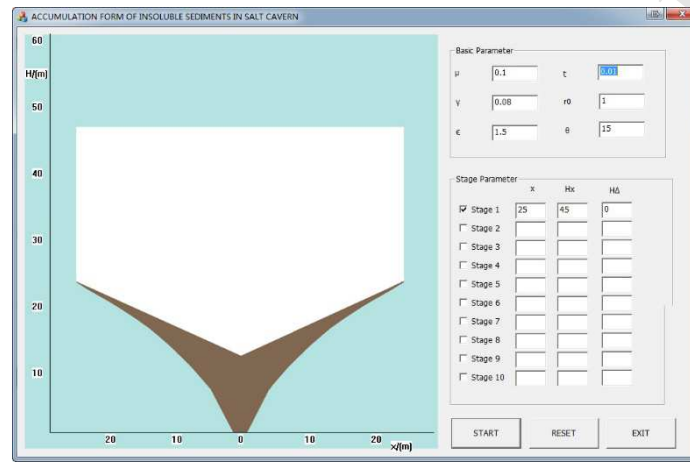 ACCUMULATION FORM OF INSOLUBLE SEDIMENTS IN SALT CAVERN
60
H/(m)
50
40
30
20
10
20 10 0 10 20 x/(m)
Basic Parameter
μ 0.1 t 0.01
γ 0.08 r0 1
ϵ 1.5 θ 15
Stage Parameter
x Hx HΔ
Stage 1 25 45 0
Stage 2
Stage 3
Stage 4
Stage 5
Stage 6
Stage 7
Stage 8
Stage 9
Stage 10
START RESET EXIT